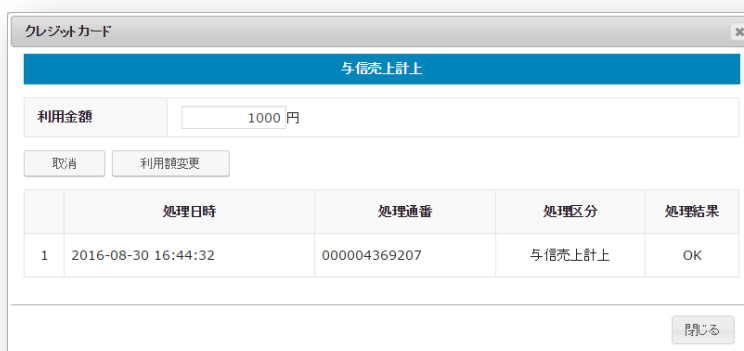 クレジットカード
与信売上計上
利用金額 1000 円
取消 利用額変更
処理日時 処理通番 処理区分 処理結果
1 2016-08-30 16:44:32 000004369207 与信売上計上 OK
閉じる